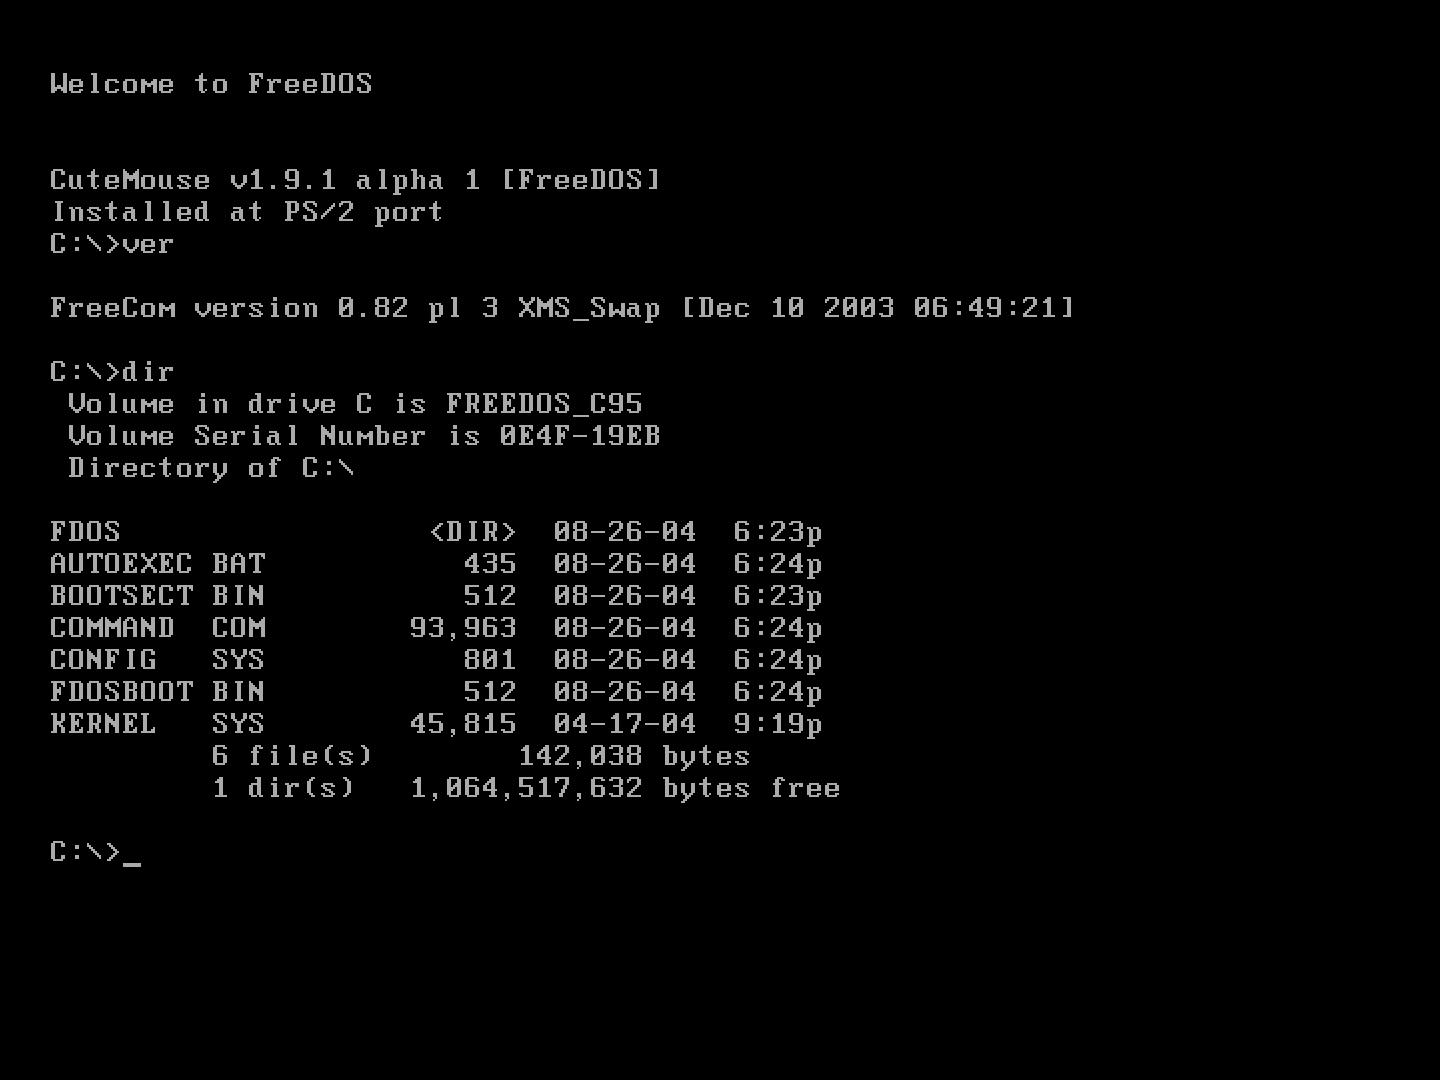 Welcome to FreeDOS
CuteMouse v1.9.1 alpha 1 [FreeDOS]
Installed at PS/2 port
C:\>ver
FreeCom version 0.82 pl 3 XMS_Swap [Dec 10 2003 06:49:21]
C:\>dir
 Volume in drive C is FREEDOS_C95
 Volume Serial Number is 0E4F-19EB
 Directory of C:\
FDOS                 <DIR>  08-26-04  6:23p
AUTOEXEC BAT           435  08-26-04  6:24p
BOOTSECT BIN           512  08-26-04  6:23p
COMMAND  COM        93,963  08-26-04  6:24p
CONFIG   SYS           801  08-26-04  6:24p
FDOSBOOT BIN           512  08-26-04  6:24p
KERNEL   SYS        45,815  04-17-04  9:19p
         6 file(s)        142,038 bytes
         1 dir(s)   1,064,517,632 bytes free
C:\>_